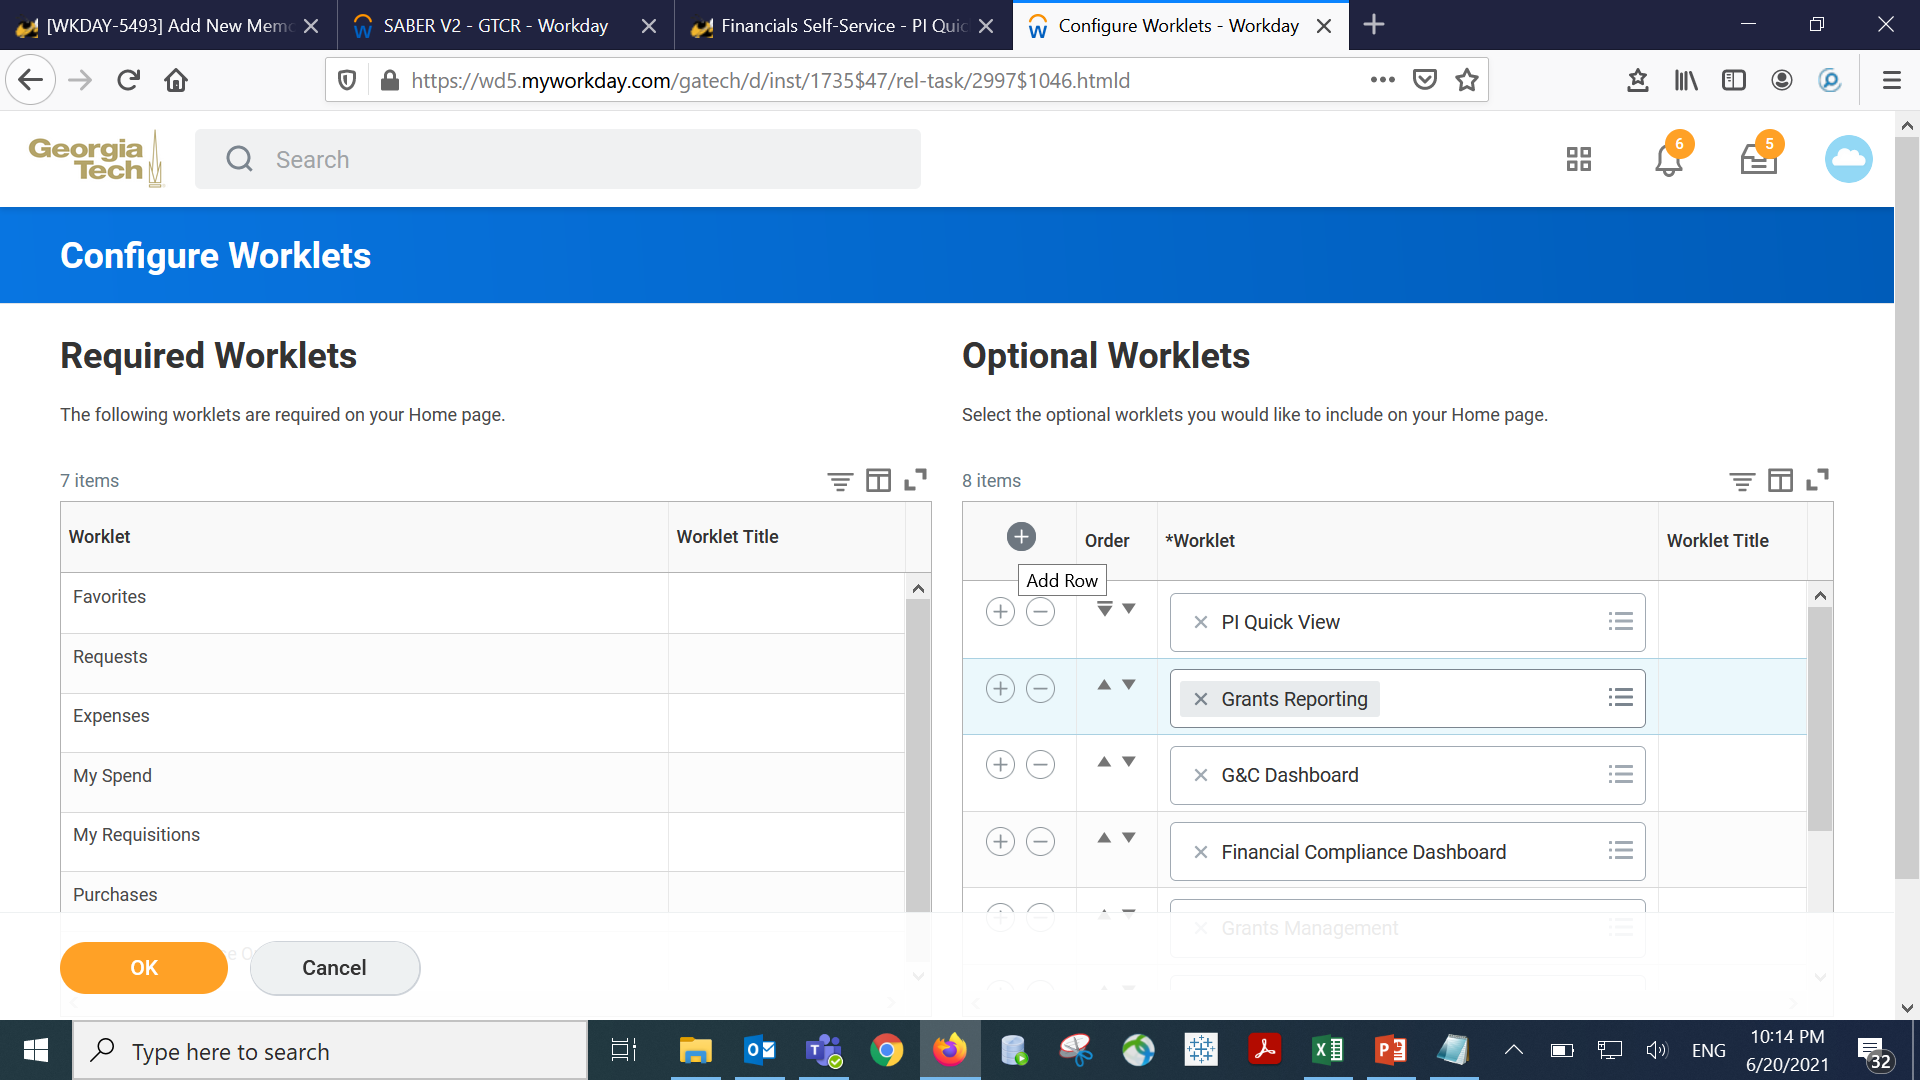 [WKDAY-5493] Add New Memo
SABER V2 - GTCR - Workday
Financials Self-Service - PI Quic
Configure Worklets - Workday
https://wd5.myworkday.com/gatech/d/inst/1735$47/rel-task/2997$1046.htmld
Georgia
Tech
Search
6
5
Configure Worklets
Required Worklets
The following worklets are required on your Home page.
7 items
Worklet
Worklet Title
Favorites
Requests
Expenses
My Spend
My Requisitions
Purchases
Optional Worklets
Select the optional worklets you would like to include on your Home page.
8 items
Order
*Worklet
Worklet Title
Add Row
PI Quick View
Grants Reporting
G&C Dashboard
Financial Compliance Dashboard
Grants Management
OK
Cancel
Type here to search
ENG
10:14 PM
6/20/2021
32